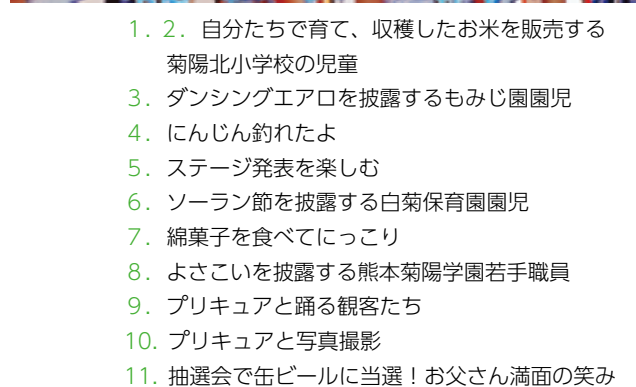 1. 2. 自分たちで育て、収穫したお米を販売する
菊陽北小学校の児童
3. ダンシングエアロを披露するもみじ園園児
4. にんじん釣れたよ
5. ステージ発表を楽しむ
6. ソーラン節を披露する白菊保育園園児
7. 綿菓子を食べてにっこり
8. よさこいを披露する熊本菊陽学園若手職員
9. プリキュアと踊る観客たち
10. プリキュアと写真撮影
11. 抽選会で缶ビールに当選！お父さん満面の笑み